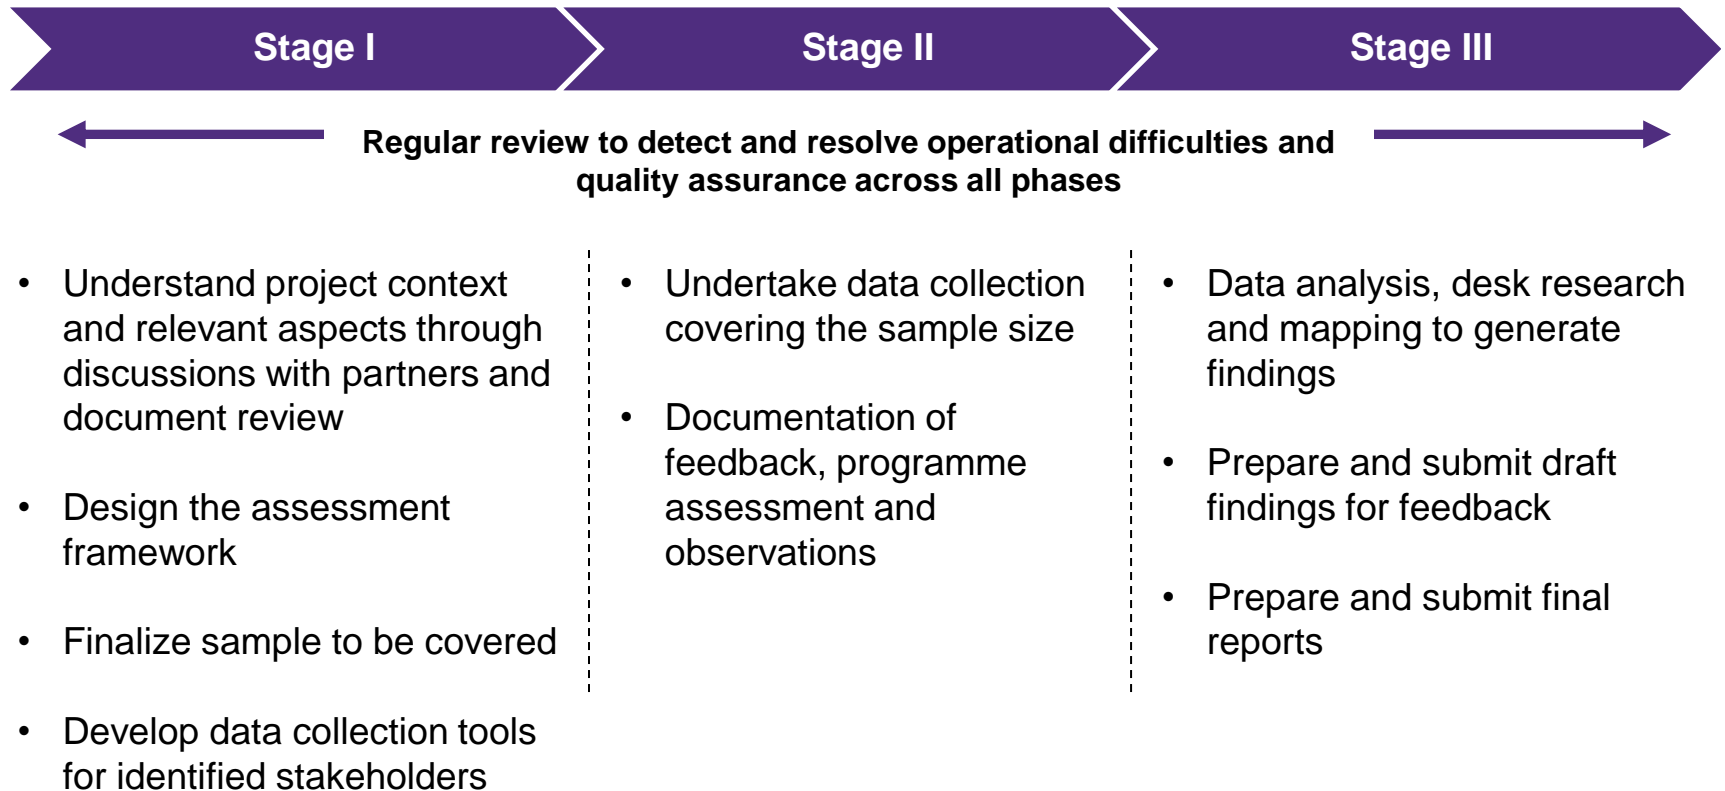 Stage I
Stage II
Stage III
Regular review to detect and resolve operational difficulties and
quality assurance across all phases
• Understand project context
and relevant aspects through
discussions with partners and
document review
• Design the assessment
framework
• Finalize sample to be covered
• Develop data collection tools
for identified stakeholders
• Undertake data collection
covering the sample size
• Documentation of
feedback, programme
assessment and
observations
• Data analysis, desk research
and mapping to generate
findings
• Prepare and submit draft
findings for feedback
• Prepare and submit final
reports